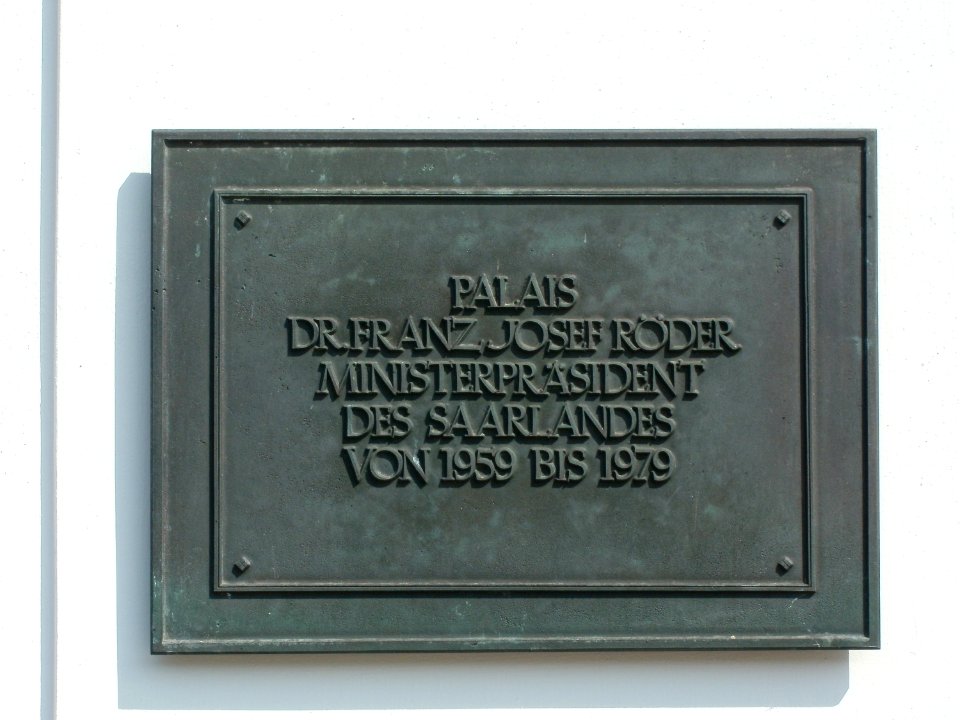 PALAIS
DR. FRANZ JOSEF RÖDER
MINISTERPRÄSIDENT
DES SAARLANDES
VON 1959 BIS 1979